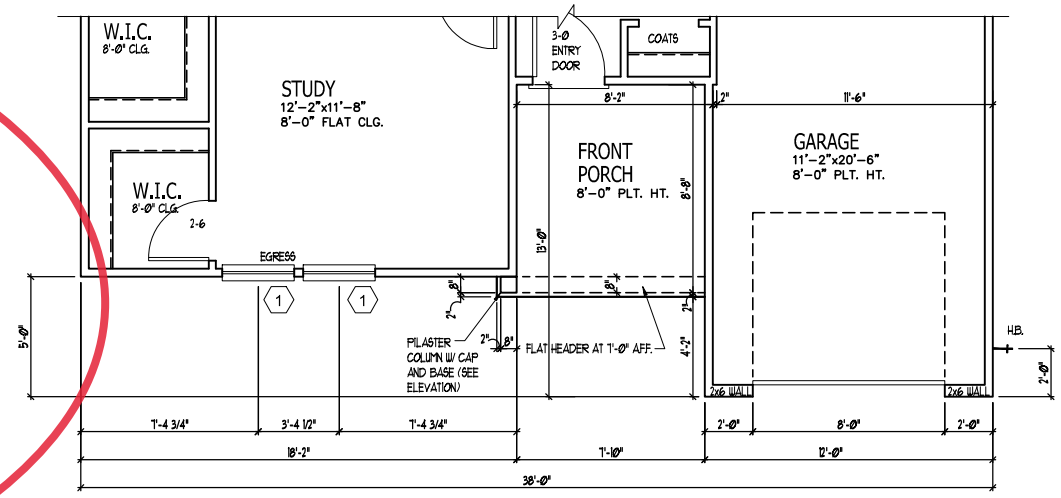 W.I.C.
8'-0" CLG.
STUDY
12'-2"x11'-8"
8'-0" FLAT CLG.
3-0
ENTRY
DOOR
COATS
8'-2"
2"
11'-6"
FRONT
PORCH
8'-0" PLT. HT.
GARAGE
11'-2"x20'-6"
8'-0" PLT. HT.
W.I.C.
8'-0" CLG.
2-6
8'-8"
13'-0"
EGRESS
1
1
8"
2"
8"
2"
5'-0"
PILASTER
COLUMN W/ CAP
AND BASE (SEE
ELEVATION)
2"
8"
FLAT HEADER AT 7'-0" AFF.
4'-2"
H.B.
2'-0"
2x6 WALL
2x6 WALL
7'-4 3/4"
3'-4 1/2"
7'-4 3/4"
2'-0"
8'-0"
2'-0"
18'-2"
7'-10"
12'-0"
38'-0"